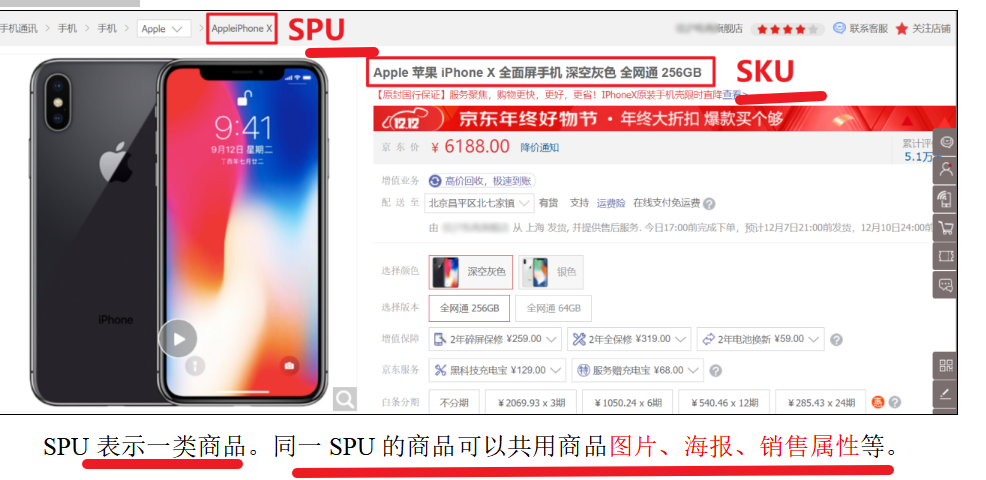 手机通讯 > 手机 > 手机 > Apple > AppleiPhone X
SPU
旗舰店
联系客服
关注店铺
Apple 苹果 iPhone X 全面屏手机 深空灰色 全网通 256GB
SKU
【原封国行保证】服务聚焦，购物更快，更好，更省！IPhoneX原装手机壳限时直降查看>
12.12 京东年终好物节 · 年终大折扣 爆款买个够
京东价 ¥ 6188.00 降价通知
累计评
5.1万
增值业务 高价回收，极速到账
配送至 北京昌平区北七家镇 有货 支持 运费险 在线支付免运费
由 从 上海 发货, 并提供售后服务. 今日17:00前完成下单，预计12月7日21:00前发货，12月10日24:00前
选择颜色 深空灰色 银色
选择版本 全网通 256GB 全网通 64GB
增值保障 2年碎屏保修 ¥259.00 2年全保修 ¥319.00 2年电池换新 ¥59.00
京东服务 黑科技充电宝 ¥129.00 服务赠充电宝 ¥68.00
白条分期 不分期 ¥2069.93 x 3期 ¥1050.24 x 6期 ¥540.46 x 12期 ¥285.43 x 24期 惠
9:41
9月12日 星期二
丁酉年七月廿二
iPhone
SPU 表示一类商品。同一 SPU 的商品可以共用商品图片、海报、销售属性等。